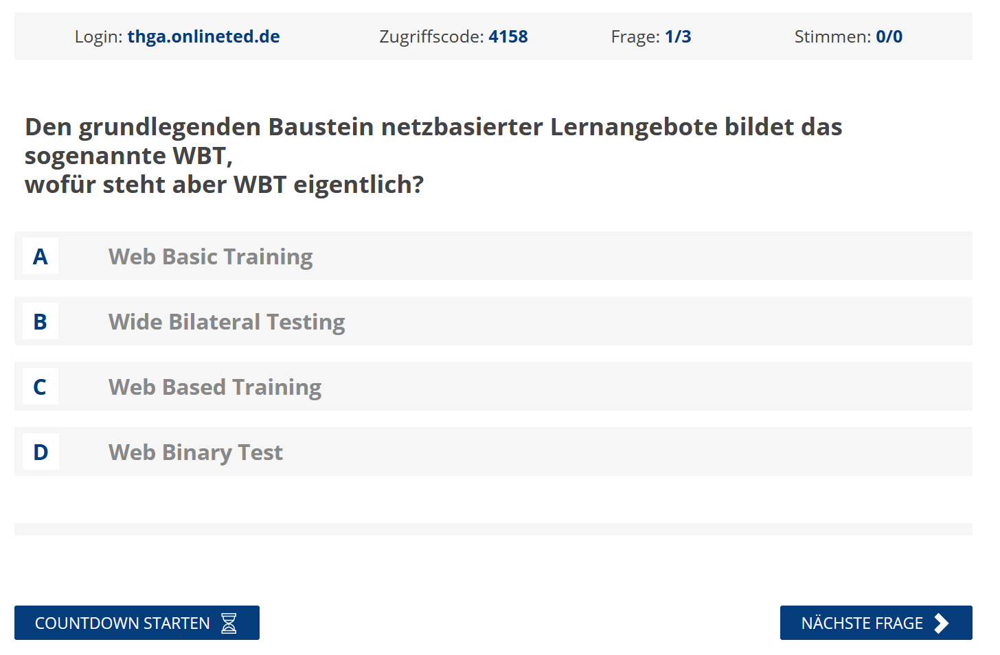 Login: thga.onlineted.de Zugriffscode: 4158 Frage: 1/3 Stimmen: 0/0
Den grundlegenden Baustein netzbasierter Lernangebote bildet das
sogenannte WBT,
wofür steht aber WBT eigentlich?
A Web Basic Training
B Wide Bilateral Testing
C Web Based Training
D Web Binary Test
COUNTDOWN STARTEN NÄCHSTE FRAGE